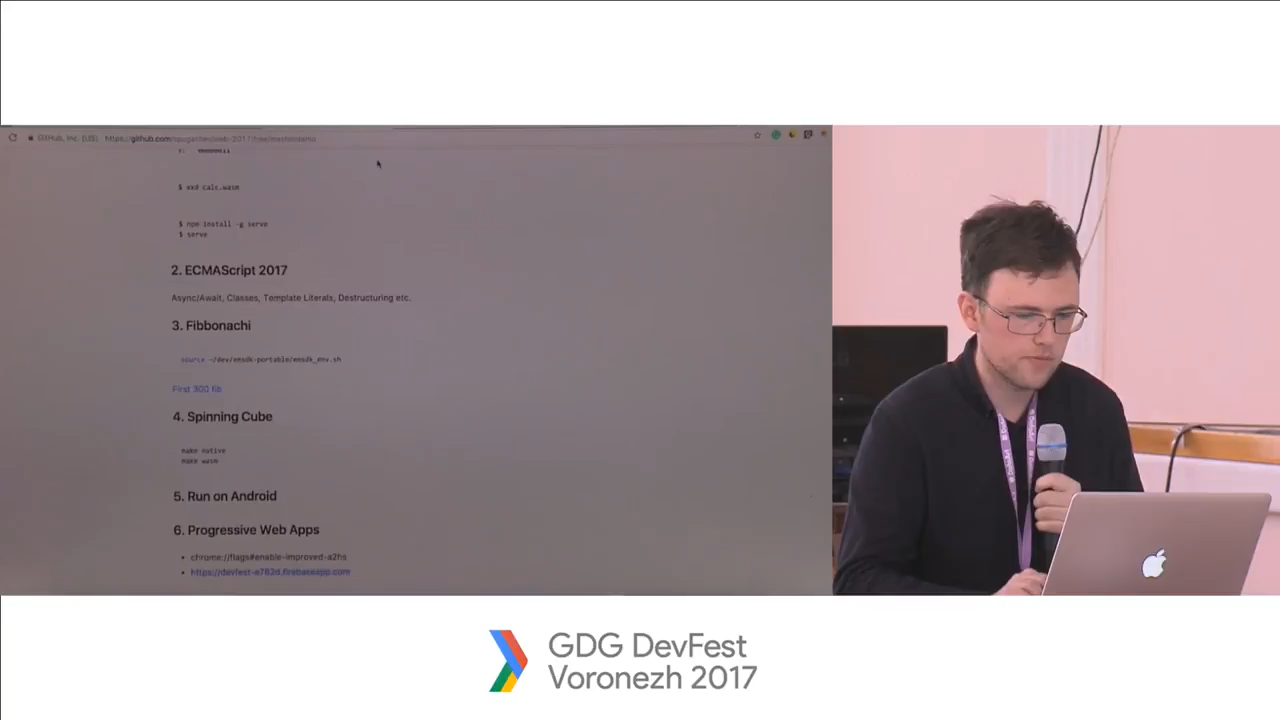 GitHub, Inc. [US]
$ xxd calc.wasm
$ npm install -g serve
$ serve
2. ECMAScript 2017
Async/Await, Classes, Template Literals, Destructuring etc.
3. Fibbonachi
source ~/dev/emsdk-portable/emsdk_env.sh
First 300 fib
4. Spinning Cube
make native
make wasm
5. Run on Android
6. Progressive Web Apps
• chrome://flags#enable-improved-a2hs
• https://devfest-e782d.firebaseapp.com
GDG DevFest
Voronezh 2017